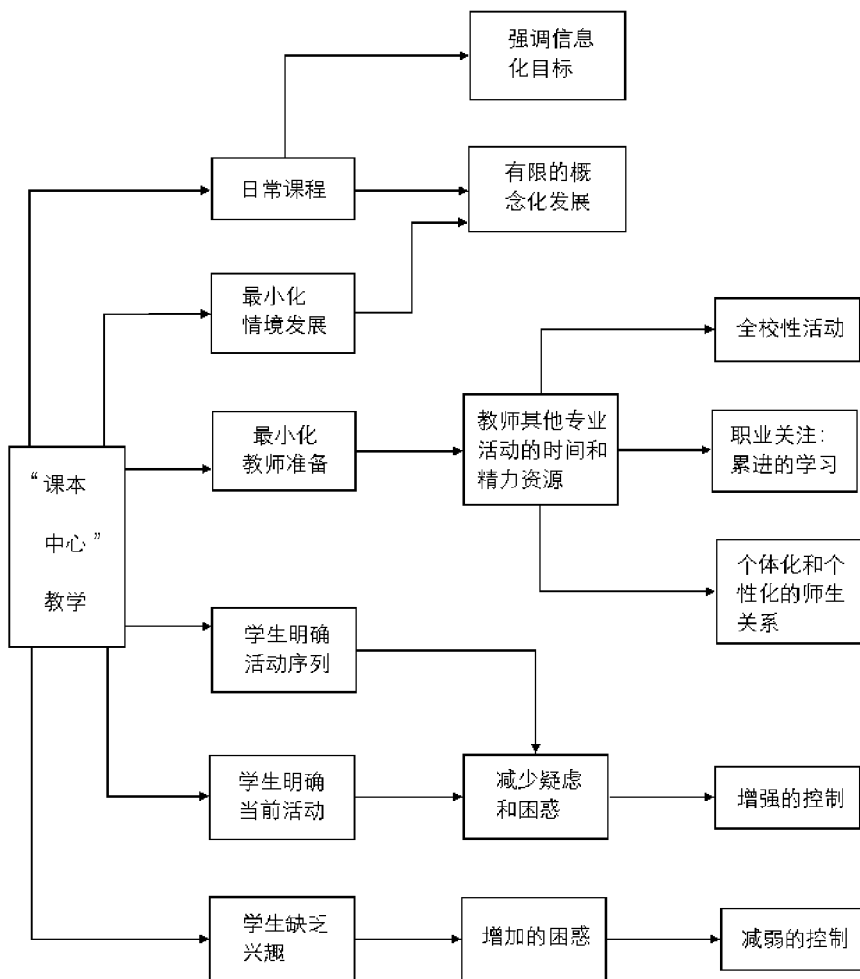 强调信息
化目标
日常课程
有限的概
念化发展
最小化
情境发展
全校性活动
最小化
教师准备
教师其他专业
活动的时间和
精力资源
职业关注：
累进的学习
“课本
中心”
教学
个体化和个
性化的师生
关系
学生明确
活动序列
学生明确
当前活动
减少疑虑
和困惑
增强的控制
学生缺乏
兴趣
增加的困惑
减弱的控制